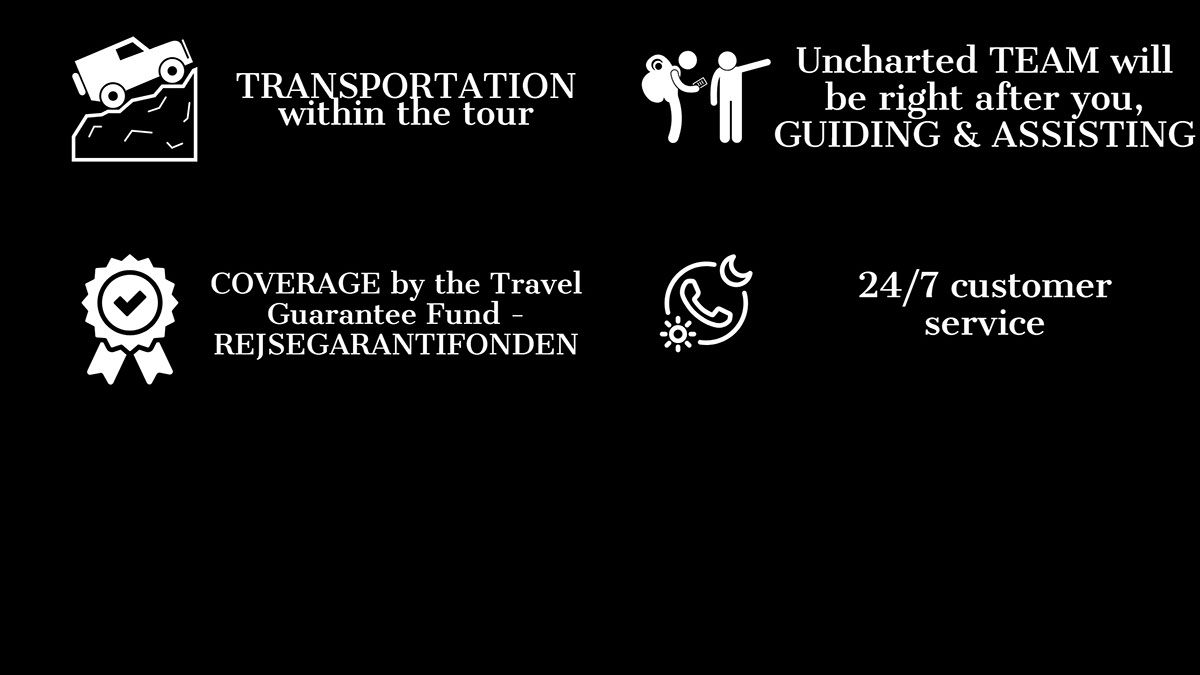 TRANSPORTATION
within the tour
Uncharted TEAM will
be right after you,
GUIDING & ASSISTING
COVERAGE by the Travel
Guarantee Fund -
REJSEGARANTIFONDEN
24/7 customer
service